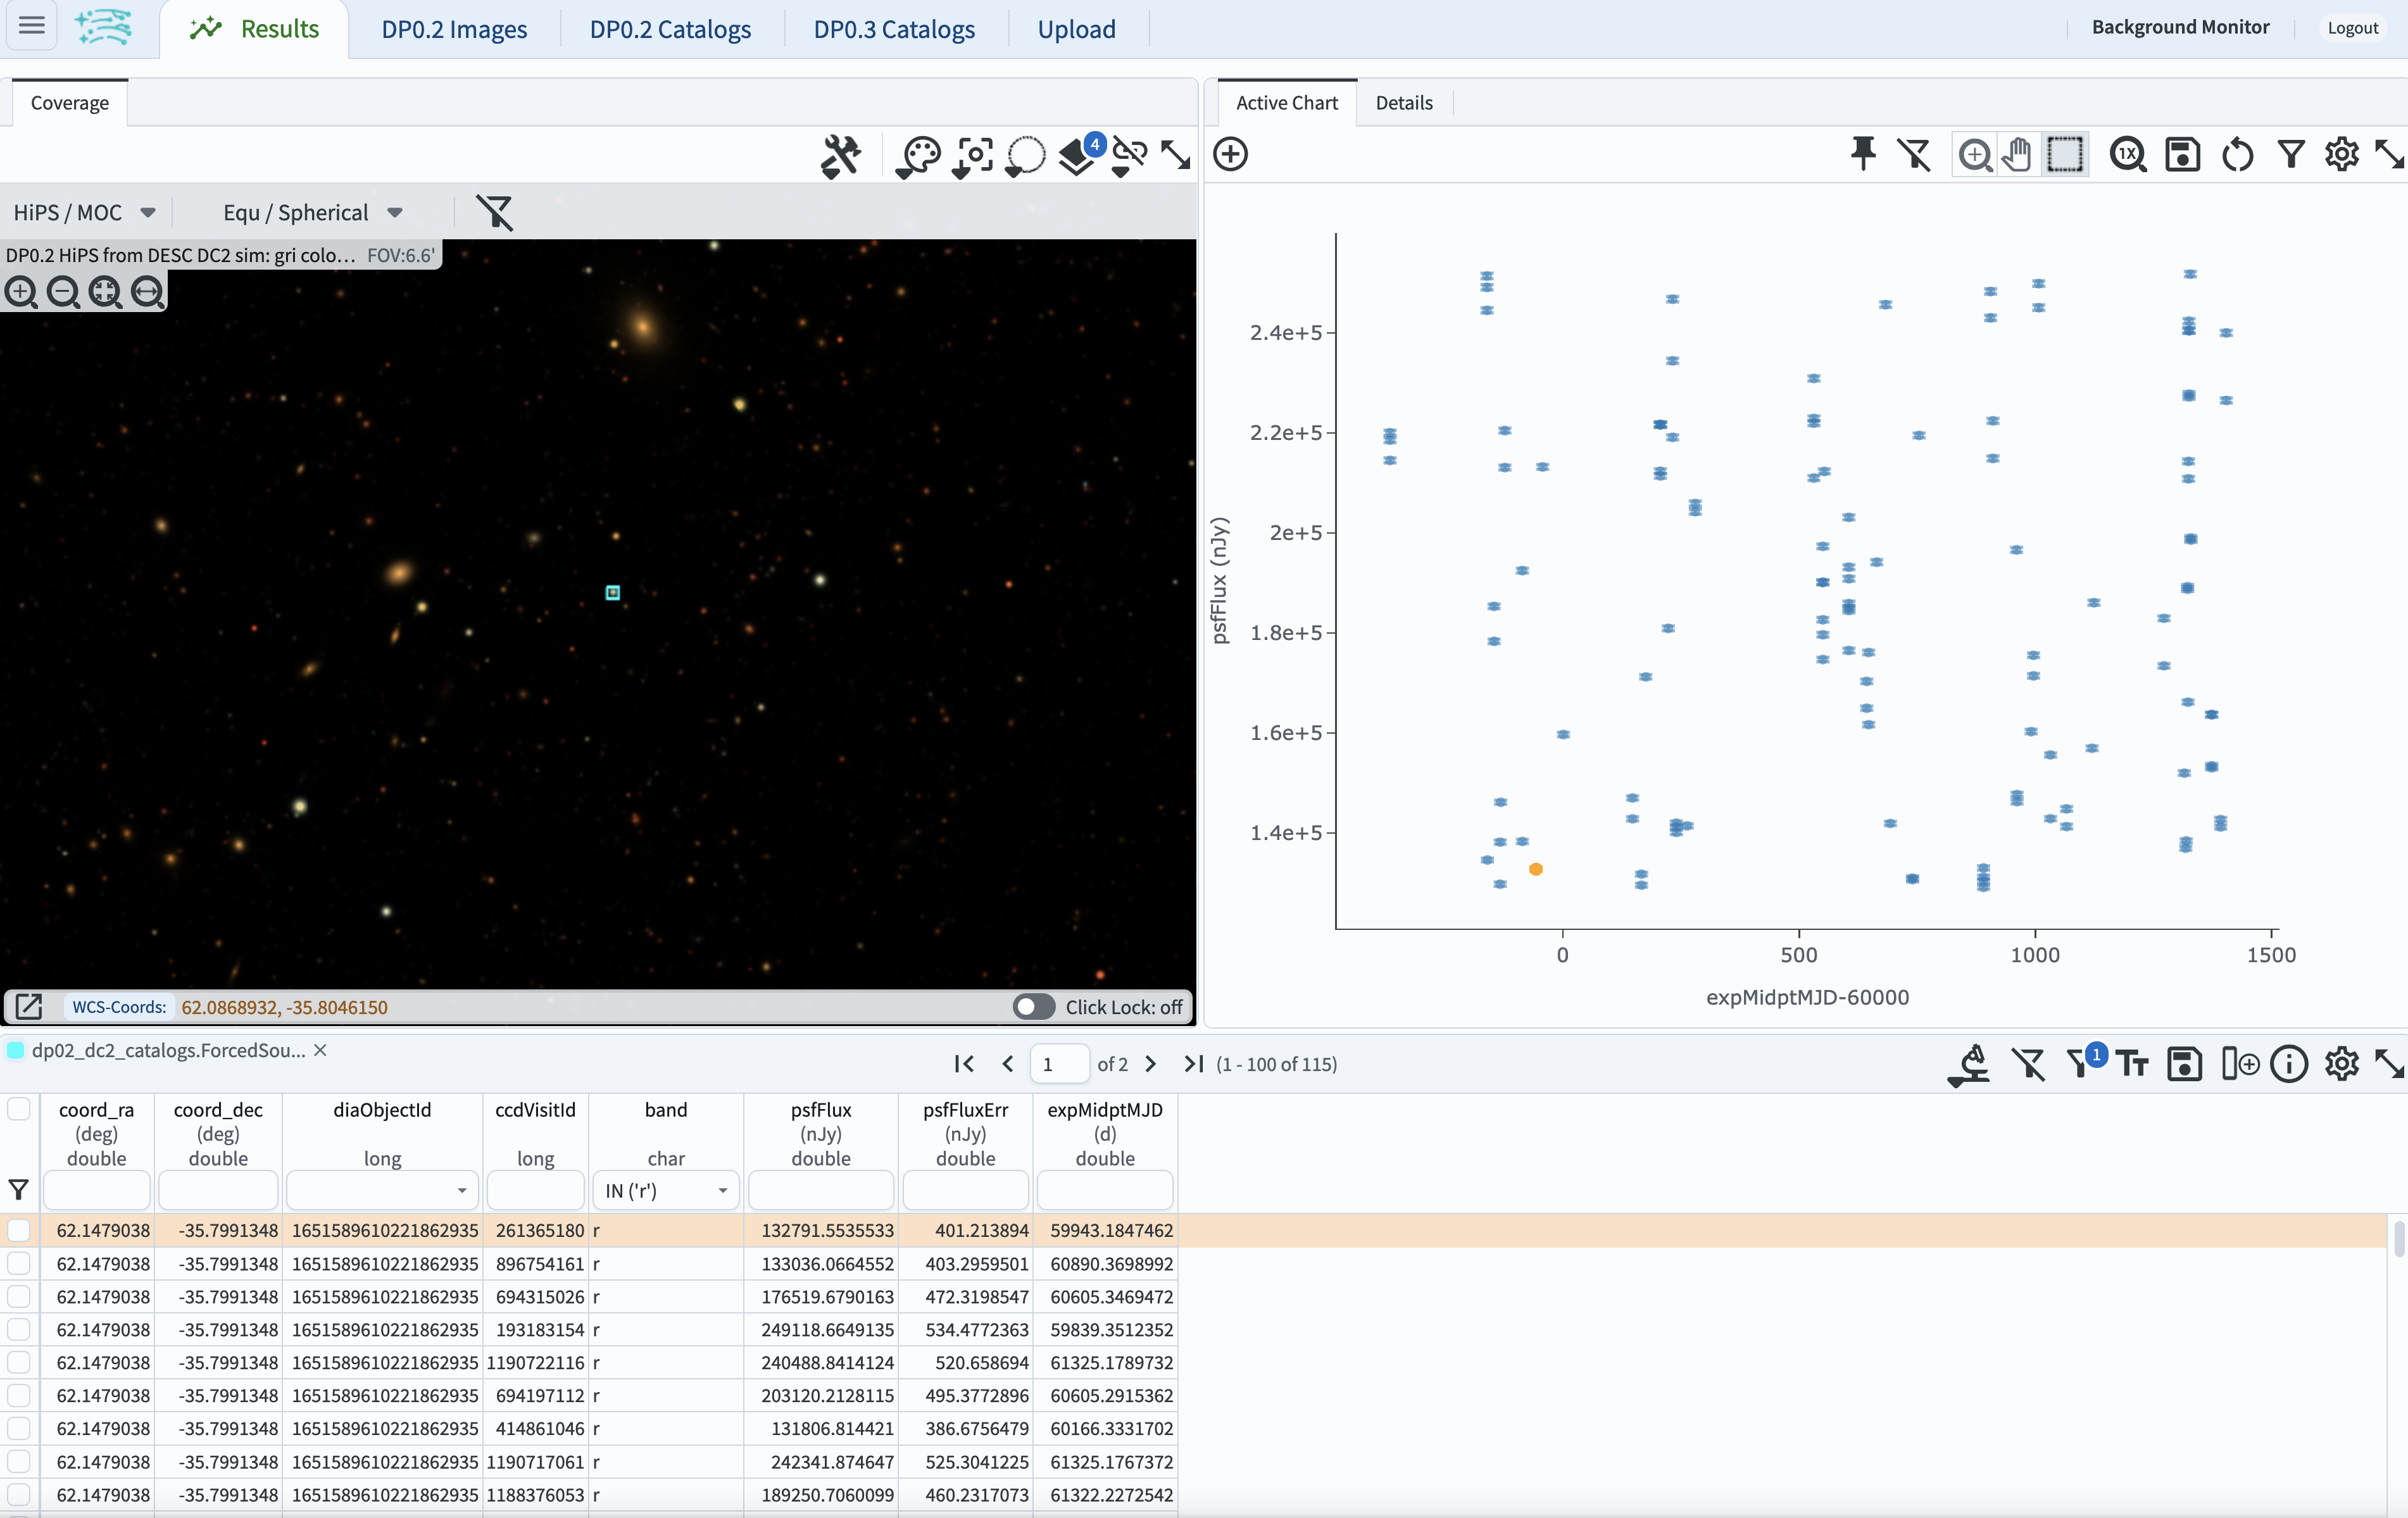 Results
DP0.2 Images
DP0.2 Catalogs
DP0.3 Catalogs
Upload
Background Monitor
Logout
Coverage
4
HiPS / MOC
Equ / Spherical
DP0.2 HiPS from DESC DC2 sim: gri colo... FOV:6.6'
WCS-Coords: 62.0868932, -35.8046150
Click Lock: off
Active Chart
Details
1X
psfFlux (nJy)
2.4e+5
2.2e+5
2e+5
1.8e+5
1.6e+5
1.4e+5
0 500 1000 1500
expMidptMJD-60000
dp02_dc2_catalogs.ForcedSou...
1 of 2 (1 - 100 of 115)
1
coord_ra coord_dec diaObjectId ccdVisitId band psfFlux psfFluxErr expMidptMJD
(deg) (deg) (nJy) (nJy) (d)
double double long long char double double double
IN ('r')
62.1479038 -35.7991348 1651589610221862935 261365180 r 132791.5535533 401.213894 59943.1847462
62.1479038 -35.7991348 1651589610221862935 896754161 r 133036.0664552 403.2959501 60890.3698992
62.1479038 -35.7991348 1651589610221862935 694315026 r 176519.6790163 472.3198547 60605.3469472
62.1479038 -35.7991348 1651589610221862935 193183154 r 249118.6649135 534.4772363 59839.3512352
62.1479038 -35.7991348 1651589610221862935 1190722116 r 240488.8414124 520.658694 61325.1789732
62.1479038 -35.7991348 1651589610221862935 694197112 r 203120.2128115 495.3772896 60605.2915362
62.1479038 -35.7991348 1651589610221862935 414861046 r 131806.814421 386.6756479 60166.3331702
62.1479038 -35.7991348 1651589610221862935 1190717061 r 242341.874647 525.3041225 61325.1767372
62.1479038 -35.7991348 1651589610221862935 1188376053 r 189250.7060099 460.2317073 61322.2272542